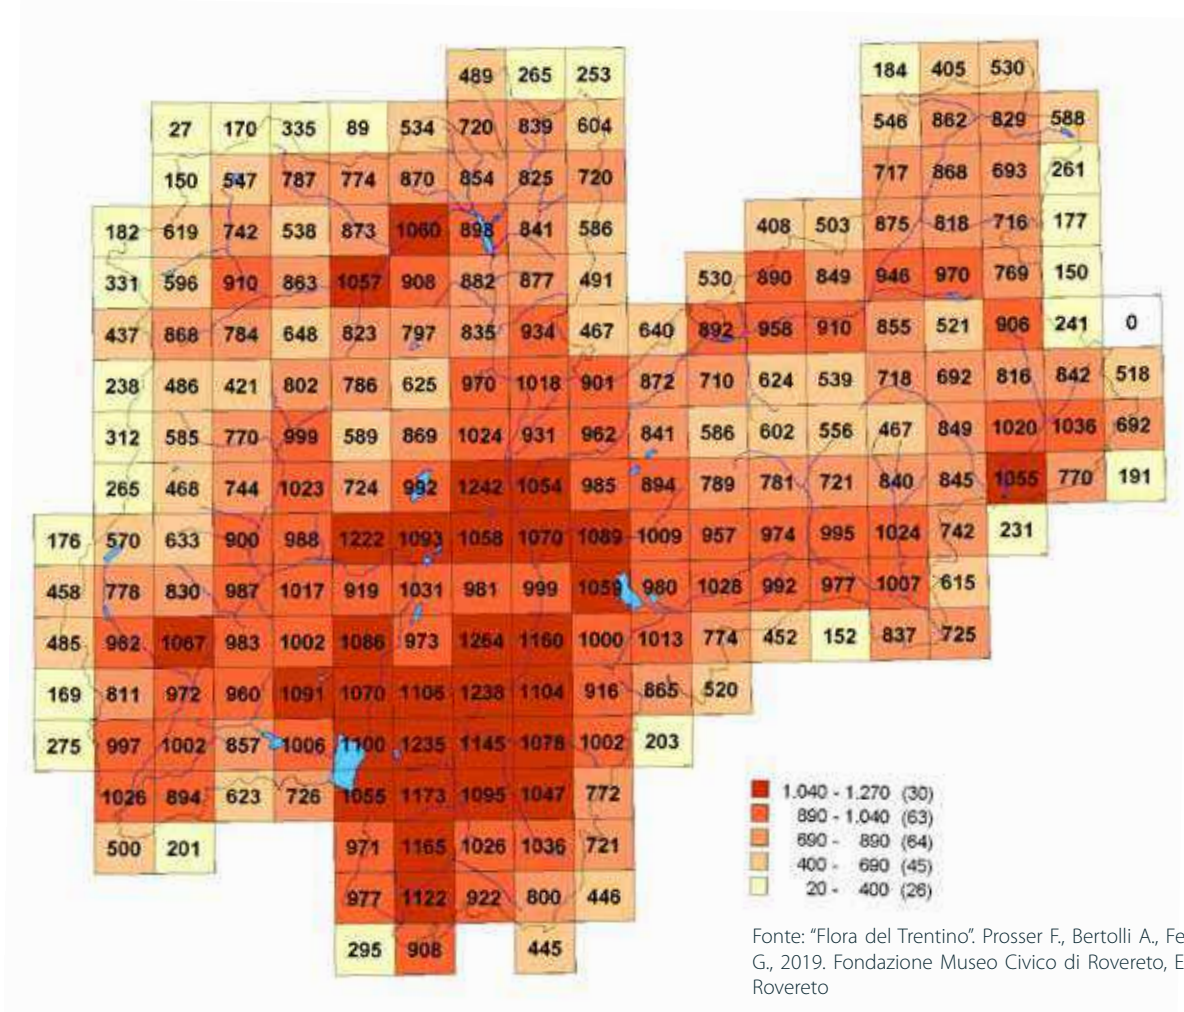 489 265 253 184 405 530
27 170 335 89 534 720 839 604 546 862 829 588
150 547 787 774 870 854 825 720 717 868 693 261
182 619 742 538 873 1060 898 841 586 408 503 875 818 716 177
331 596 910 863 1057 908 882 877 491 530 890 849 946 970 769 150
437 868 784 648 823 797 835 934 467 640 892 958 910 855 521 906 241 0
238 486 421 802 786 625 970 1018 901 872 710 624 539 718 692 816 842 518
312 585 770 999 589 869 1024 931 962 841 586 602 556 467 849 1020 1036 692
265 468 744 1023 724 992 1242 1054 985 894 789 781 721 840 845 1055 770 191
176 570 633 900 988 1222 1093 1058 1070 1089 1009 957 974 995 1024 742 231
458 778 830 987 1017 919 1031 981 999 1059 980 1028 992 977 1007 615
485 962 1067 983 1002 1086 973 1264 1160 1000 1013 774 452 152 837 725
169 811 972 960 1091 1070 1106 1238 1104 916 865 520
275 997 1002 857 1006 1100 1235 1145 1078 1002 203
1026 894 623 726 1055 1173 1095 1047 772
500 201 971 1165 1026 1036 721
977 1122 922 800 446
295 908 445
1.040 - 1.270 (30)
890 - 1.040 (63)
690 - 890 (64)
400 - 690 (45)
20 - 400 (26)
Fonte: “Flora del Trentino”. Prosser F., Bertolli A., Fe
G., 2019. Fondazione Museo Civico di Rovereto, E
Rovereto